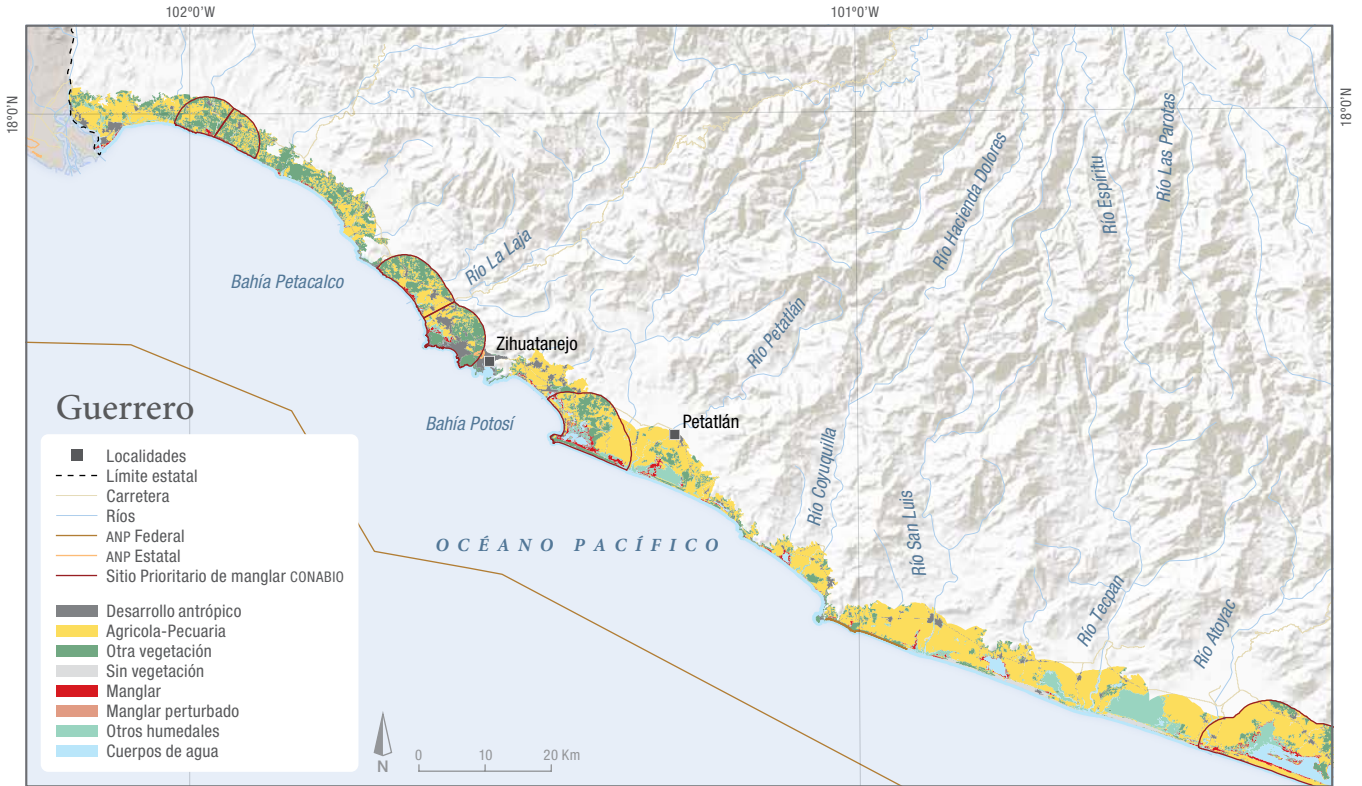 102°0'O
101°0'O
18°0'N
18°0'N
Río Hacienda Dolores
Río Espíritu
Río Las Parotas
Río La Laja
Bahía Petacalco
Río Petatlán
Zihuatanejo
Petatlán
Bahía Potosí
Río Coyuquilla
Río San Luis
OCÉANO PACÍFICO
Río Tecpan
Río Atoyac
Guerrero
Localidades
Límite estatal
Carretera
Ríos
ANP Federal
ANP Estatal
Sitio Prioritario de manglar CONABIO
Desarrollo antrópico
Agricola-Pecuaria
Otra vegetación
Sin vegetación
Manglar
Manglar perturbado
Otros humedales
Cuerpos de agua
N
0 10 20 Km